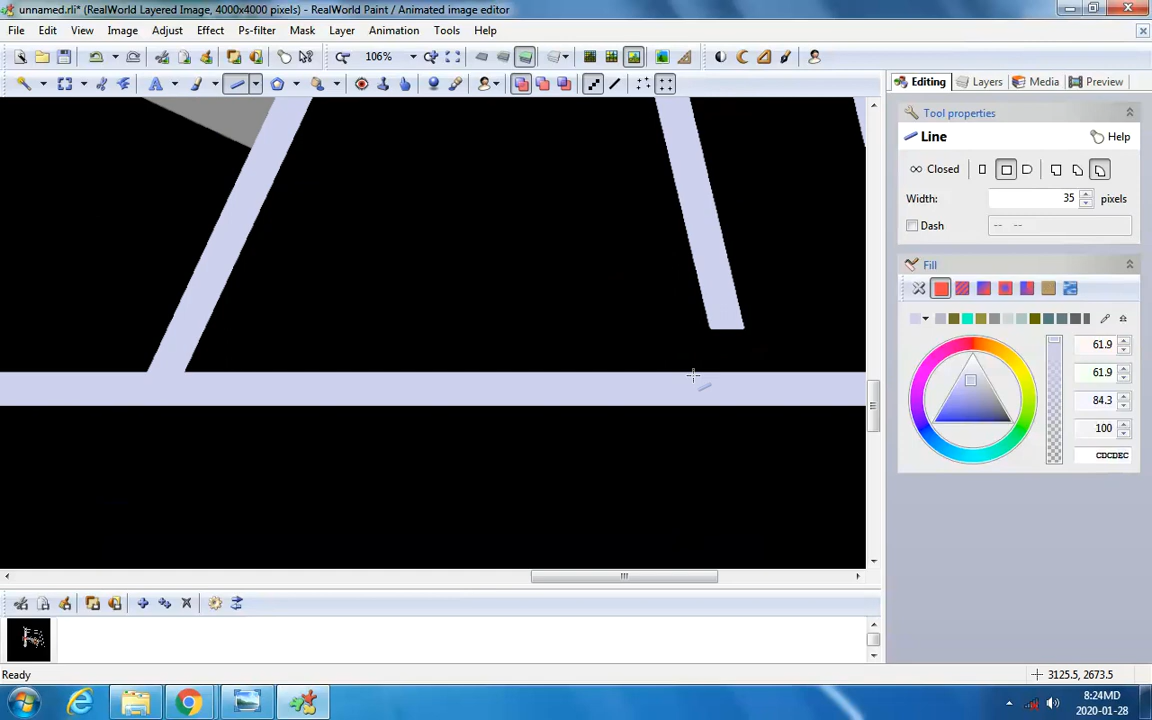 unnamed.rli* (RealWorld Layered Image, 4000x4000 pixels) - RealWorld Paint / Animated image editor
File Edit View Image Adjust Effect Ps-filter Mask Layer Animation Tools Help
106%
Editing Layers Media Preview
Tool properties
Line Help
Closed
Width: 35 pixels
Dash -- --
Fill
61.9
61.9
84.3
100
CDCDEC
Ready 3125.5, 2673.5
8:24MD
2020-01-28